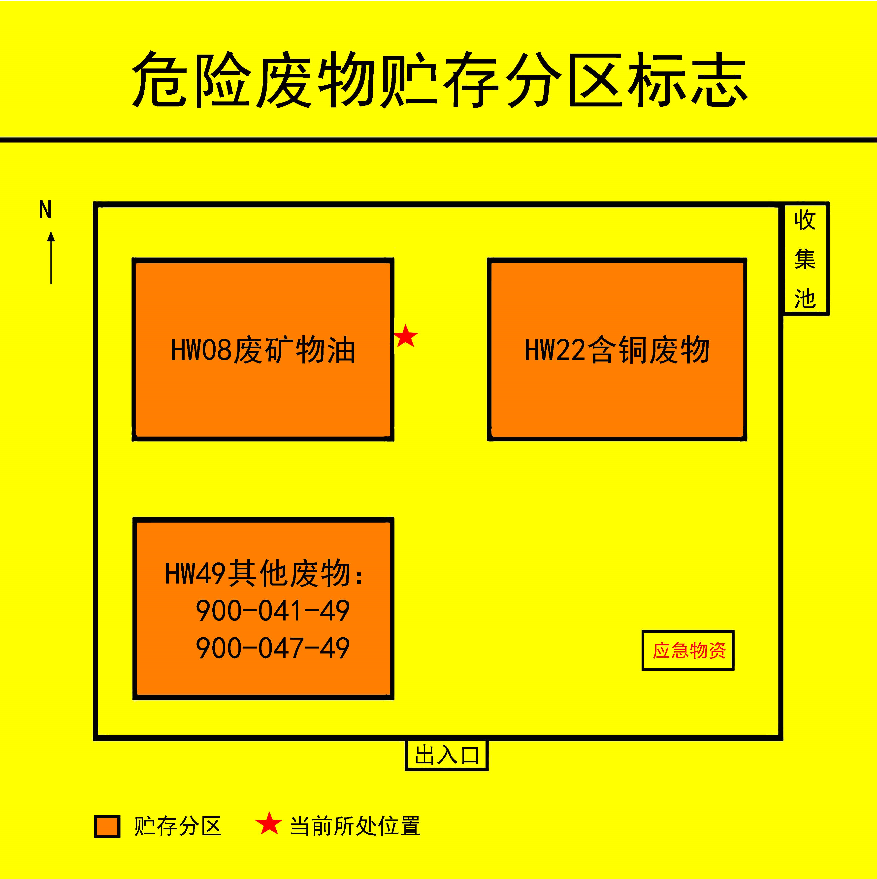 危险废物贮存分区标志
N
收集池
HW08废矿物油
HW22含铜废物
HW49其他废物：
900-041-49
900-047-49
应急物资
出入口
贮存分区
当前所处位置